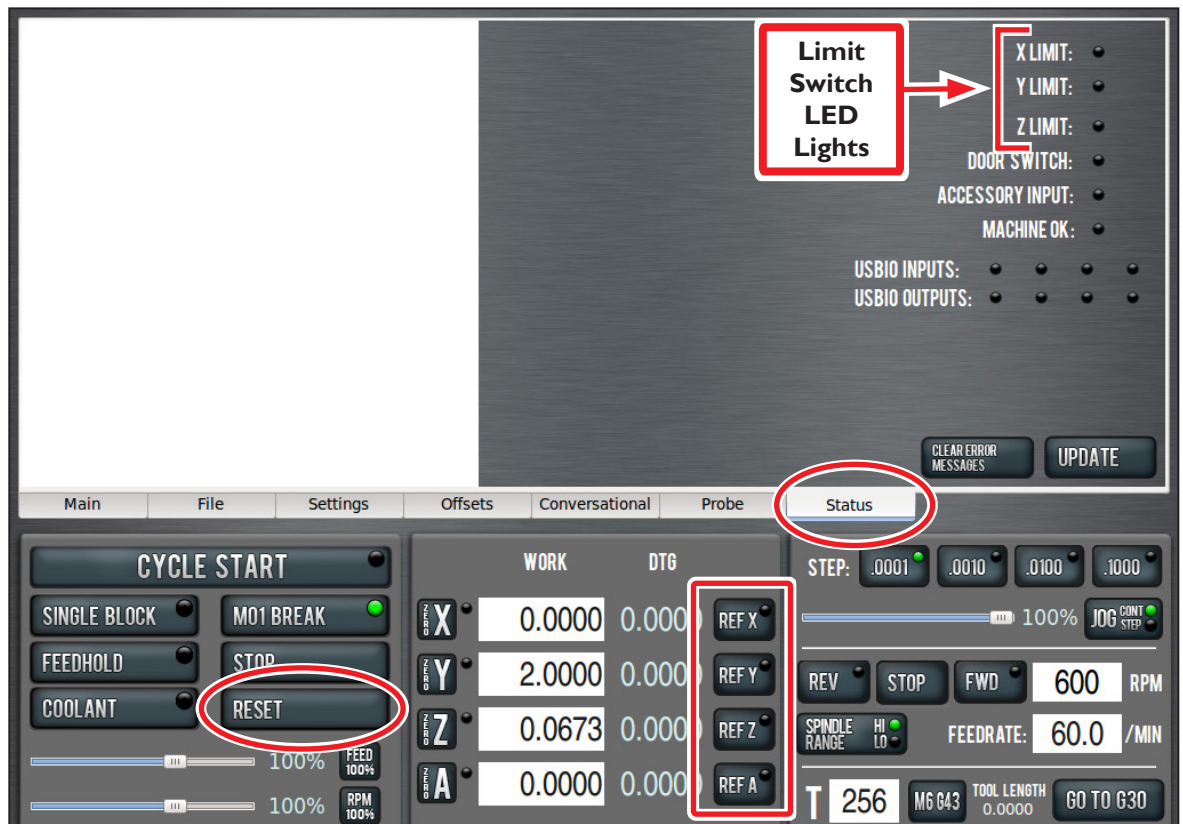 Limit
Switch
LED
Lights
X LIMIT:
Y LIMIT:
Z LIMIT:
DOOR SWITCH:
ACCESSORY INPUT:
MACHINE OK:
USBIO INPUTS:
USBIO OUTPUTS:
CLEAR ERROR
MESSAGES
UPDATE
Main File Settings Offsets Conversational Probe Status
CYCLE START
SINGLE BLOCK M01 BREAK
FEEDHOLD STOP
COOLANT RESET
100% FEED
100%
100% RPM
100%
WORK DTG
ZERO X 0.0000 0.0000 REF X
ZERO Y 2.0000 0.0000 REF Y
ZERO Z 0.0673 0.0000 REF Z
ZERO A 0.0000 0.0000 REF A
STEP: .0001 .0010 .0100 .1000
100% JOG CONT
STEP
REV STOP FWD 600 RPM
SPINDLE HI
RANGE LO
FEEDRATE: 60.0 /MIN
T 256 M6 G43 TOOL LENGTH
0.0000
GO TO G30